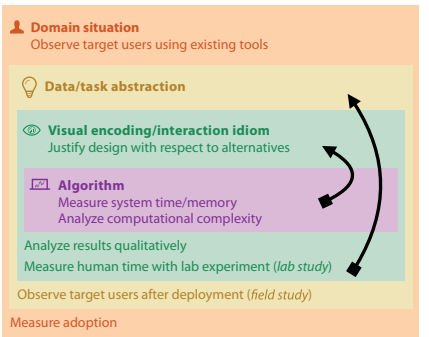 Domain situation
Observe target users using existing tools
Data/task abstraction
Visual encoding/interaction idiom
Justify design with respect to alternatives
Algorithm
Measure system time/memory
Analyze computational complexity
Analyze results qualitatively
Measure human time with lab experiment (lab study)
Observe target users after deployment (field study)
Measure adoption